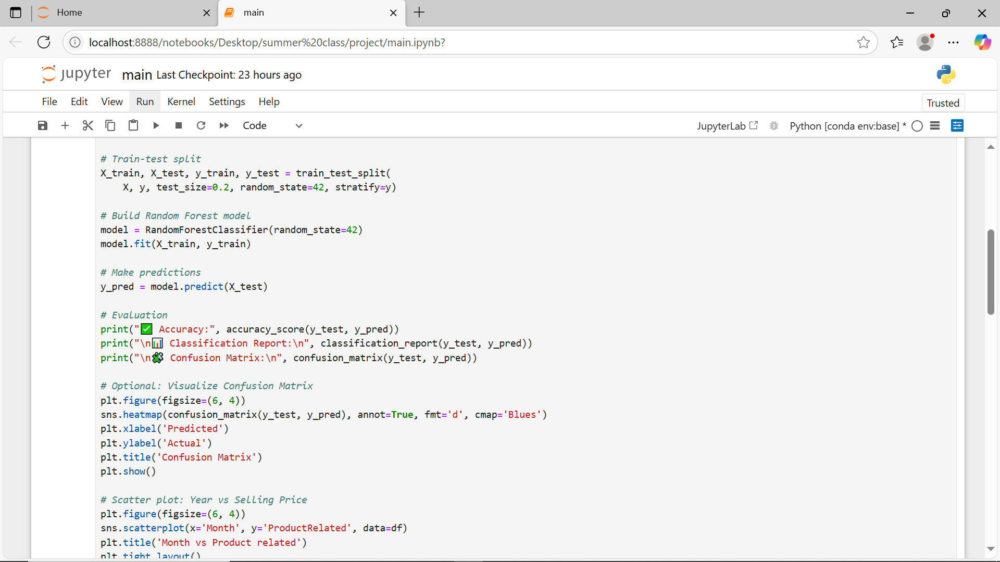 Home
main
localhost:8888/notebooks/Desktop/summer%20class/project/main.ipynb?
jupyter main Last Checkpoint: 23 hours ago
File Edit View Run Kernel Settings Help
Trusted
Code
JupyterLab Python [conda env:base] *
# Train-test split
X_train, X_test, y_train, y_test = train_test_split(
    X, y, test_size=0.2, random_state=42, stratify=y)
# Build Random Forest model
model = RandomForestClassifier(random_state=42)
model.fit(X_train, y_train)
# Make predictions
y_pred = model.predict(X_test)
# Evaluation
print("✅ Accuracy:", accuracy_score(y_test, y_pred))
print("\n📊 Classification Report:\n", classification_report(y_test, y_pred))
print("\n🧩 Confusion Matrix:\n", confusion_matrix(y_test, y_pred))
# Optional: Visualize Confusion Matrix
plt.figure(figsize=(6, 4))
sns.heatmap(confusion_matrix(y_test, y_pred), annot=True, fmt='d', cmap='Blues')
plt.xlabel('Predicted')
plt.ylabel('Actual')
plt.title('Confusion Matrix')
plt.show()
# Scatter plot: Year vs Selling Price
plt.figure(figsize=(6, 4))
sns.scatterplot(x='Month', y='ProductRelated', data=df)
plt.title('Month vs Product related')
plt.tight_layout()